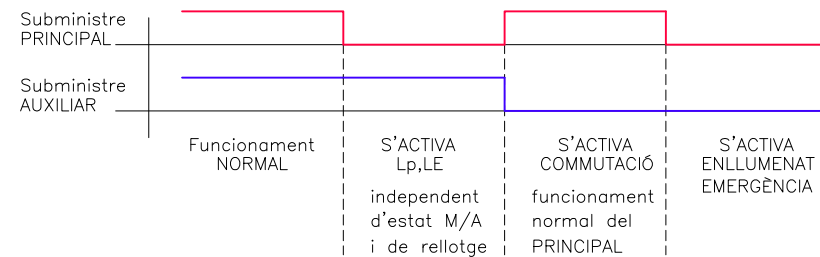 Subministre
PRINCIPAL
Subministre
AUXILIAR
Funcionament
NORMAL
S'ACTIVA
Lp,LE
independent
d'estat M/A
i de rellotge
S'ACTIVA
COMMUTACIÓ
funcionament
normal del
PRINCIPAL
S'ACTIVA
ENLLUMENAT
EMERGÈNCIA